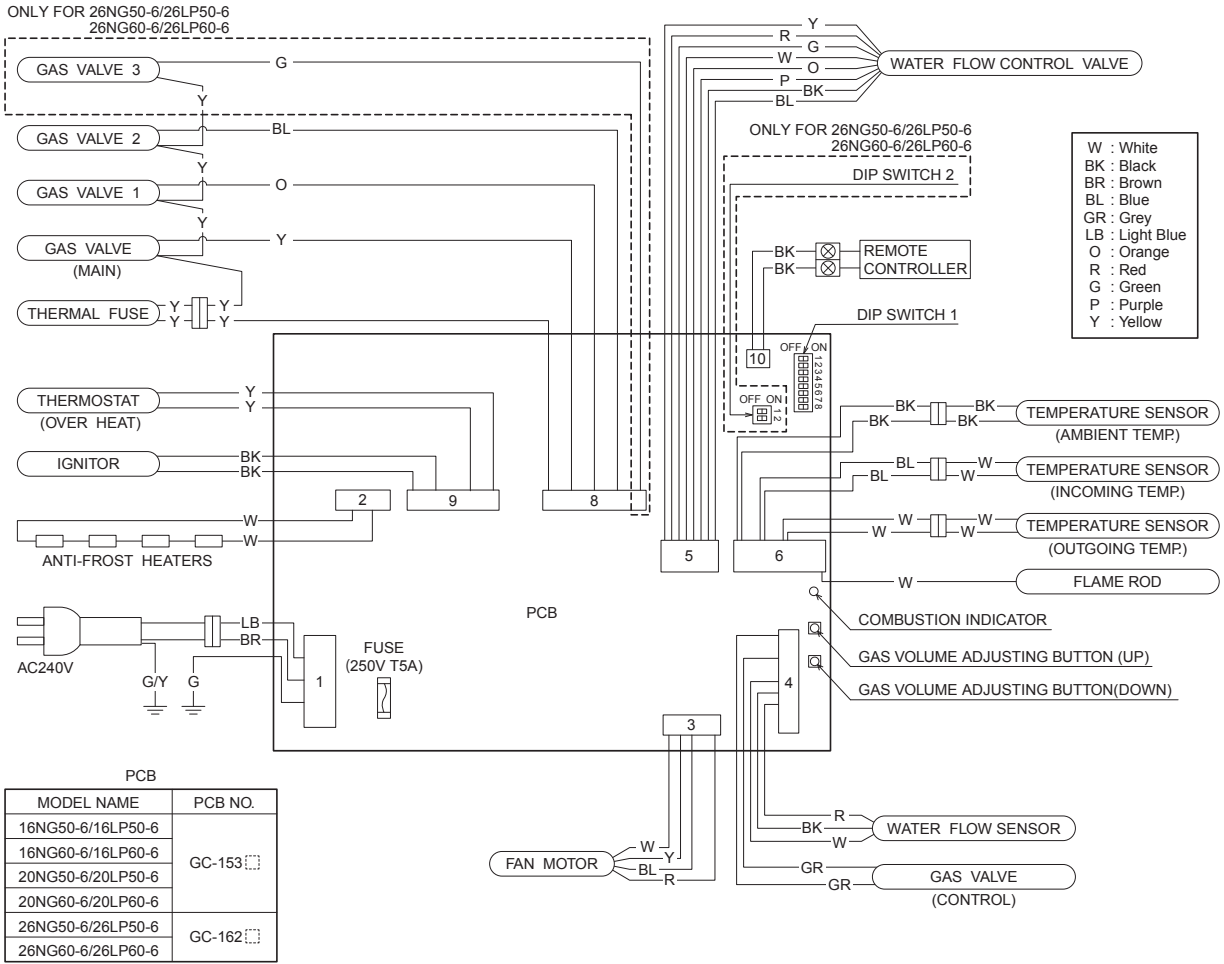 ONLY FOR 26NG50-6/26LP50-6
26NG60-6/26LP60-6
GAS VALVE 3
G
Y
GAS VALVE 2
BL
Y
GAS VALVE 1
O
Y
GAS VALVE
(MAIN)
Y
THERMAL FUSE
Y Y
Y Y
THERMOSTAT
(OVER HEAT)
Y
Y
IGNITOR
BK
BK
2
9
8
W
W
ANTI-FROST HEATERS
AC240V
LB
BR
G/Y
G
1
FUSE
(250V T5A)
PCB
Y
R
G
W
O
P
BK
BL
WATER FLOW CONTROL VALVE
ONLY FOR 26NG50-6/26LP50-6
26NG60-6/26LP60-6
DIP SWITCH 2
BK
BK
REMOTE
CONTROLLER
DIP SWITCH 1
10
OFF ON
1 2 3 4 5 6 7 8
OFF ON
1 2
W : White
BK : Black
BR : Brown
BL : Blue
GR : Grey
LB : Light Blue
O : Orange
R : Red
G : Green
P : Purple
Y : Yellow
BK BK
BK BK
TEMPERATURE SENSOR
(AMBIENT TEMP.)
BL W
BL W
TEMPERATURE SENSOR
(INCOMING TEMP.)
W W
W W
TEMPERATURE SENSOR
(OUTGOING TEMP.)
5
6
W
FLAME ROD
COMBUSTION INDICATOR
GAS VOLUME ADJUSTING BUTTON (UP)
GAS VOLUME ADJUSTING BUTTON(DOWN)
4
3
FAN MOTOR
W
Y
BL
R
R
BK
W
WATER FLOW SENSOR
GR
GR
GAS VALVE
(CONTROL)
PCB
MODEL NAME PCB NO.
16NG50-6/16LP50-6
16NG60-6/16LP60-6
20NG50-6/20LP50-6
20NG60-6/20LP60-6
GC-153
26NG50-6/26LP50-6
26NG60-6/26LP60-6
GC-162